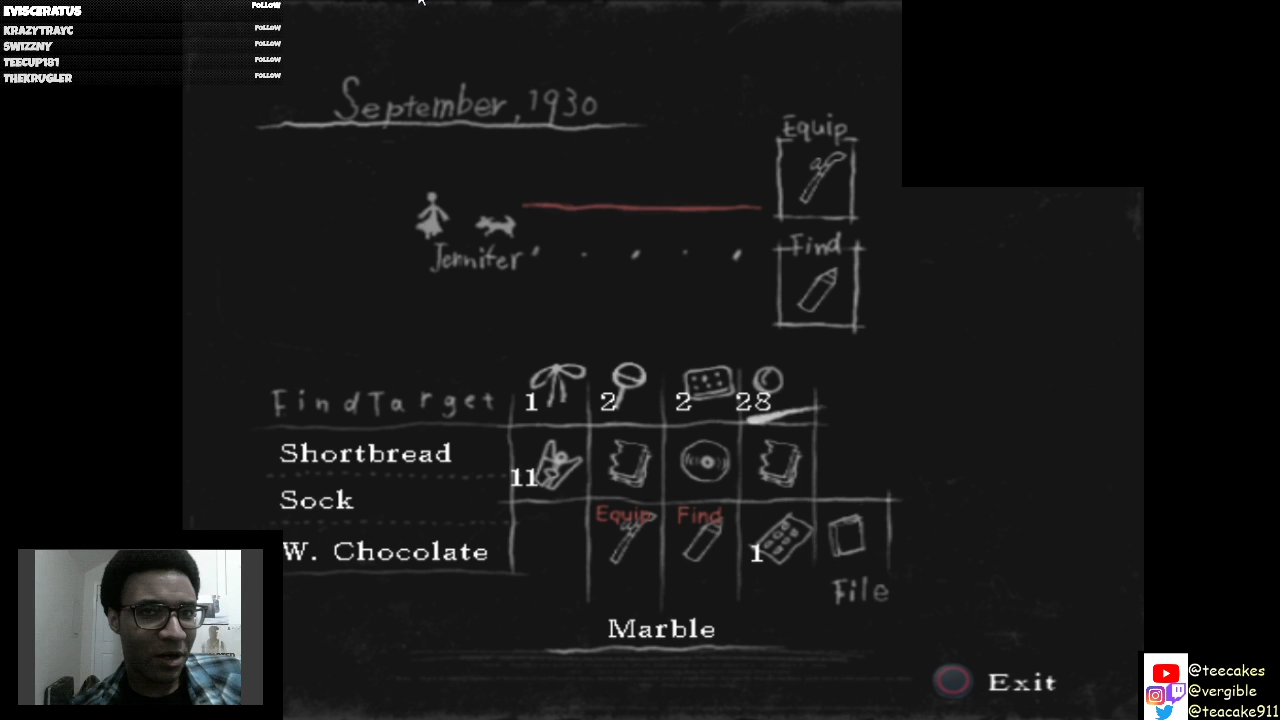 EVISCERATUS FOLLOW
KRAZYTRAYC FOLLOW
SWIZZNY FOLLOW
TEECUP181 FOLLOW
THEKRUGLER FOLLOW
September, 1930
Equip
Jennifer
Find
FindTarget 1 2 2 28
Shortbread
11
Sock
Equip Find
W. Chocolate 1
File
Marble
Exit
@teecakes
@vergible
@teacake911